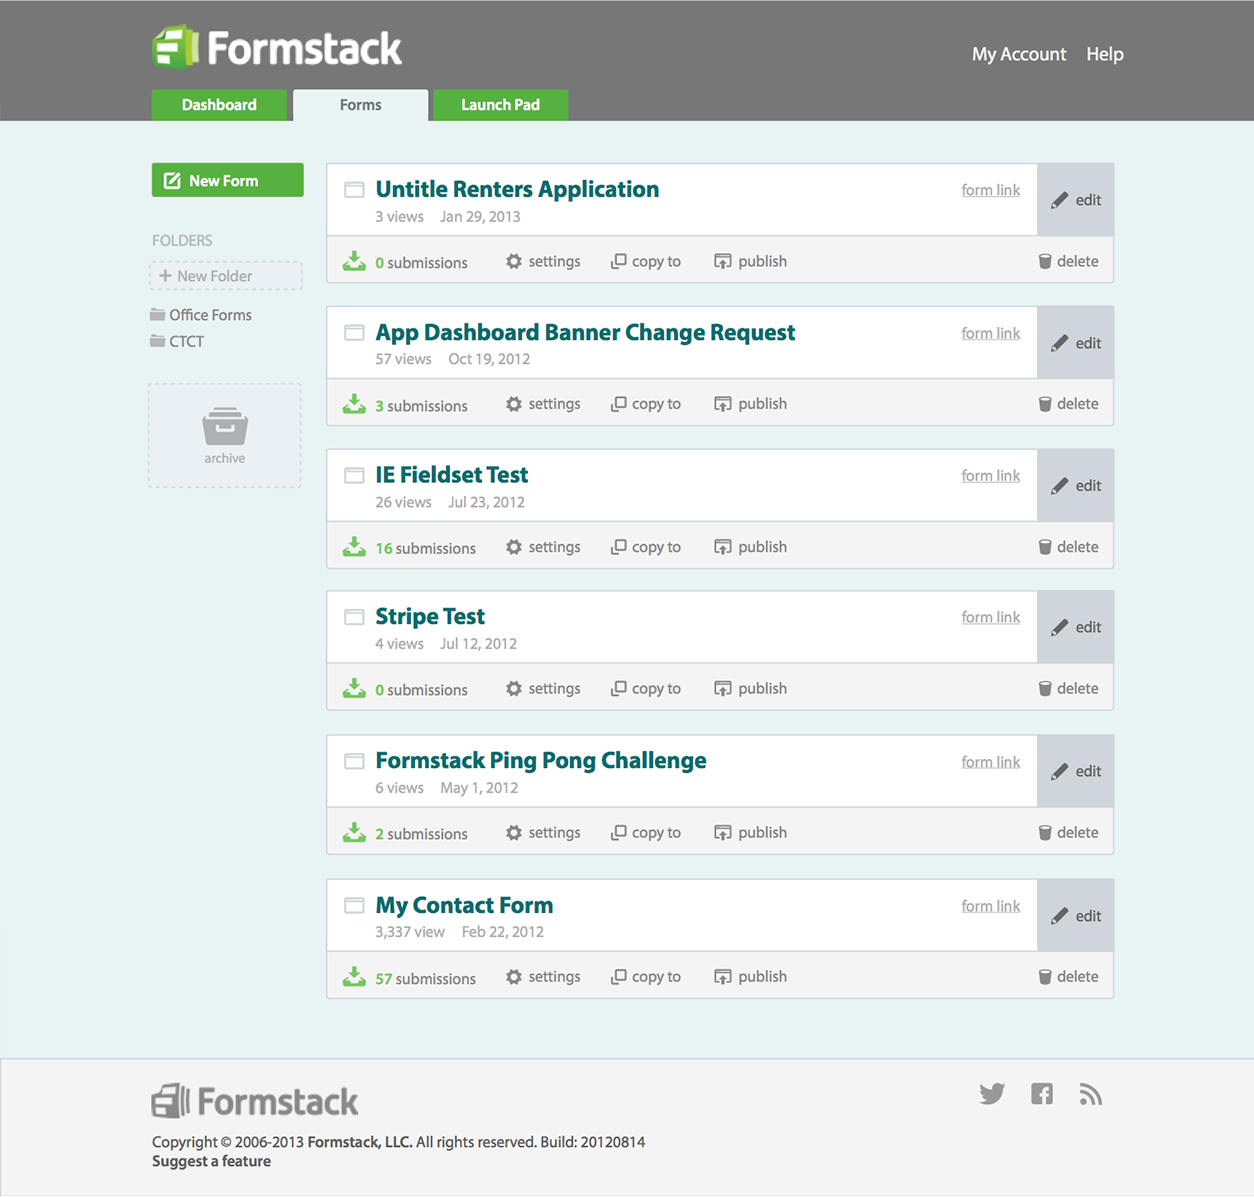 Formstack
My Account Help
Dashboard Forms Launch Pad
New Form
FOLDERS
+ New Folder
Office Forms
CTCT
archive
Untitle Renters Application form link edit
3 views Jan 29, 2013
0 submissions settings copy to publish delete
App Dashboard Banner Change Request form link edit
57 views Oct 19, 2012
3 submissions settings copy to publish delete
IE Fieldset Test form link edit
26 views Jul 23, 2012
16 submissions settings copy to publish delete
Stripe Test form link edit
4 views Jul 12, 2012
0 submissions settings copy to publish delete
Formstack Ping Pong Challenge form link edit
6 views May 1, 2012
2 submissions settings copy to publish delete
My Contact Form form link edit
3,337 view Feb 22, 2012
57 submissions settings copy to publish delete
Formstack
Copyright © 2006-2013 Formstack, LLC. All rights reserved. Build: 20120814
Suggest a feature